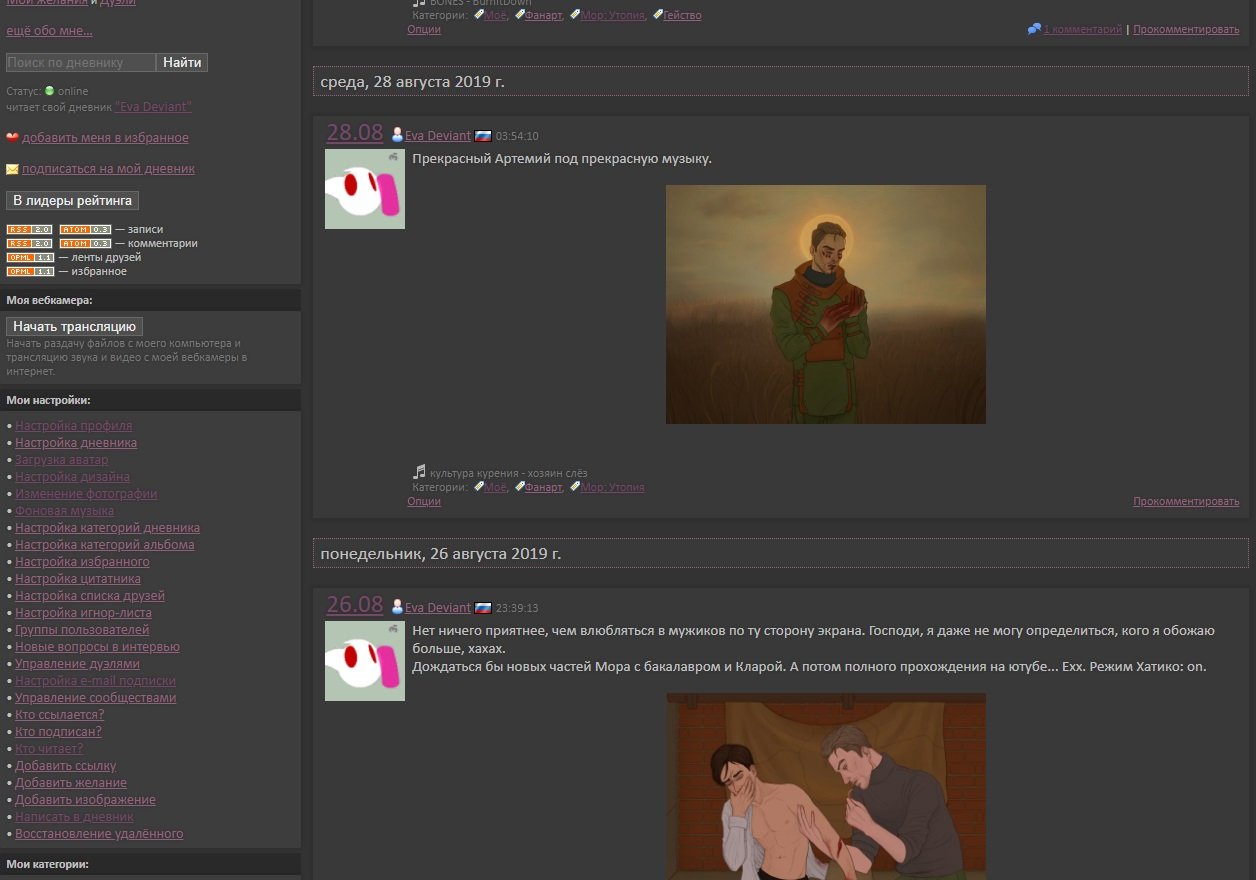 Мои желания и Дуэли
ещё обо мне...
Поиск по дневнику Найти
Статус: online
читает свой дневник "Eva Deviant"
добавить меня в избранное
подписаться на мой дневник
В лидеры рейтинга
RSS 2.0 ATOM 0.3 — записи
RSS 2.0 ATOM 0.3 — комментарии
OPML 1.1 — ленты друзей
OPML 1.1 — избранное
Моя вебкамера:
Начать трансляцию
Начать раздачу файлов с моего компьютера и
трансляцию звука и видео с моей вебкамеры в
интернет.
Мои настройки:
• Настройка профиля
• Настройка дневника
• Загрузка аватар
• Настройка дизайна
• Изменение фотографии
• Фоновая музыка
• Настройка категорий дневника
• Настройка категорий альбома
• Настройка избранного
• Настройка цитатника
• Настройка списка друзей
• Настройка игнор-листа
• Группы пользователей
• Новые вопросы в интервью
• Управление дуэлями
• Настройка e-mail подписки
• Управление сообществами
• Кто ссылается?
• Кто подписан?
• Кто читает?
• Добавить ссылку
• Добавить желание
• Добавить изображение
• Написать в дневник
• Восстановление удалённого
Мои категории:
BONES - BurnItDown
Категории: Моё, Фанарт, Мор: Утопия, Гейство
Опции 1 комментарий | Прокомментировать
среда, 28 августа 2019 г.
28.08 Eva Deviant 03:54:10
Прекрасный Артемий под прекрасную музыку.
культура курения - хозяин слёз
Категории: Моё, Фанарт, Мор: Утопия
Опции Прокомментировать
понедельник, 26 августа 2019 г.
26.08 Eva Deviant 23:39:13
Нет ничего приятнее, чем влюбляться в мужиков по ту сторону экрана. Господи, я даже не могу определиться, кого я обожаю
больше, хахах.
Дождаться бы новых частей Мора с бакалавром и Кларой. А потом полного прохождения на ютубе... Ехх. Режим Хатико: on.